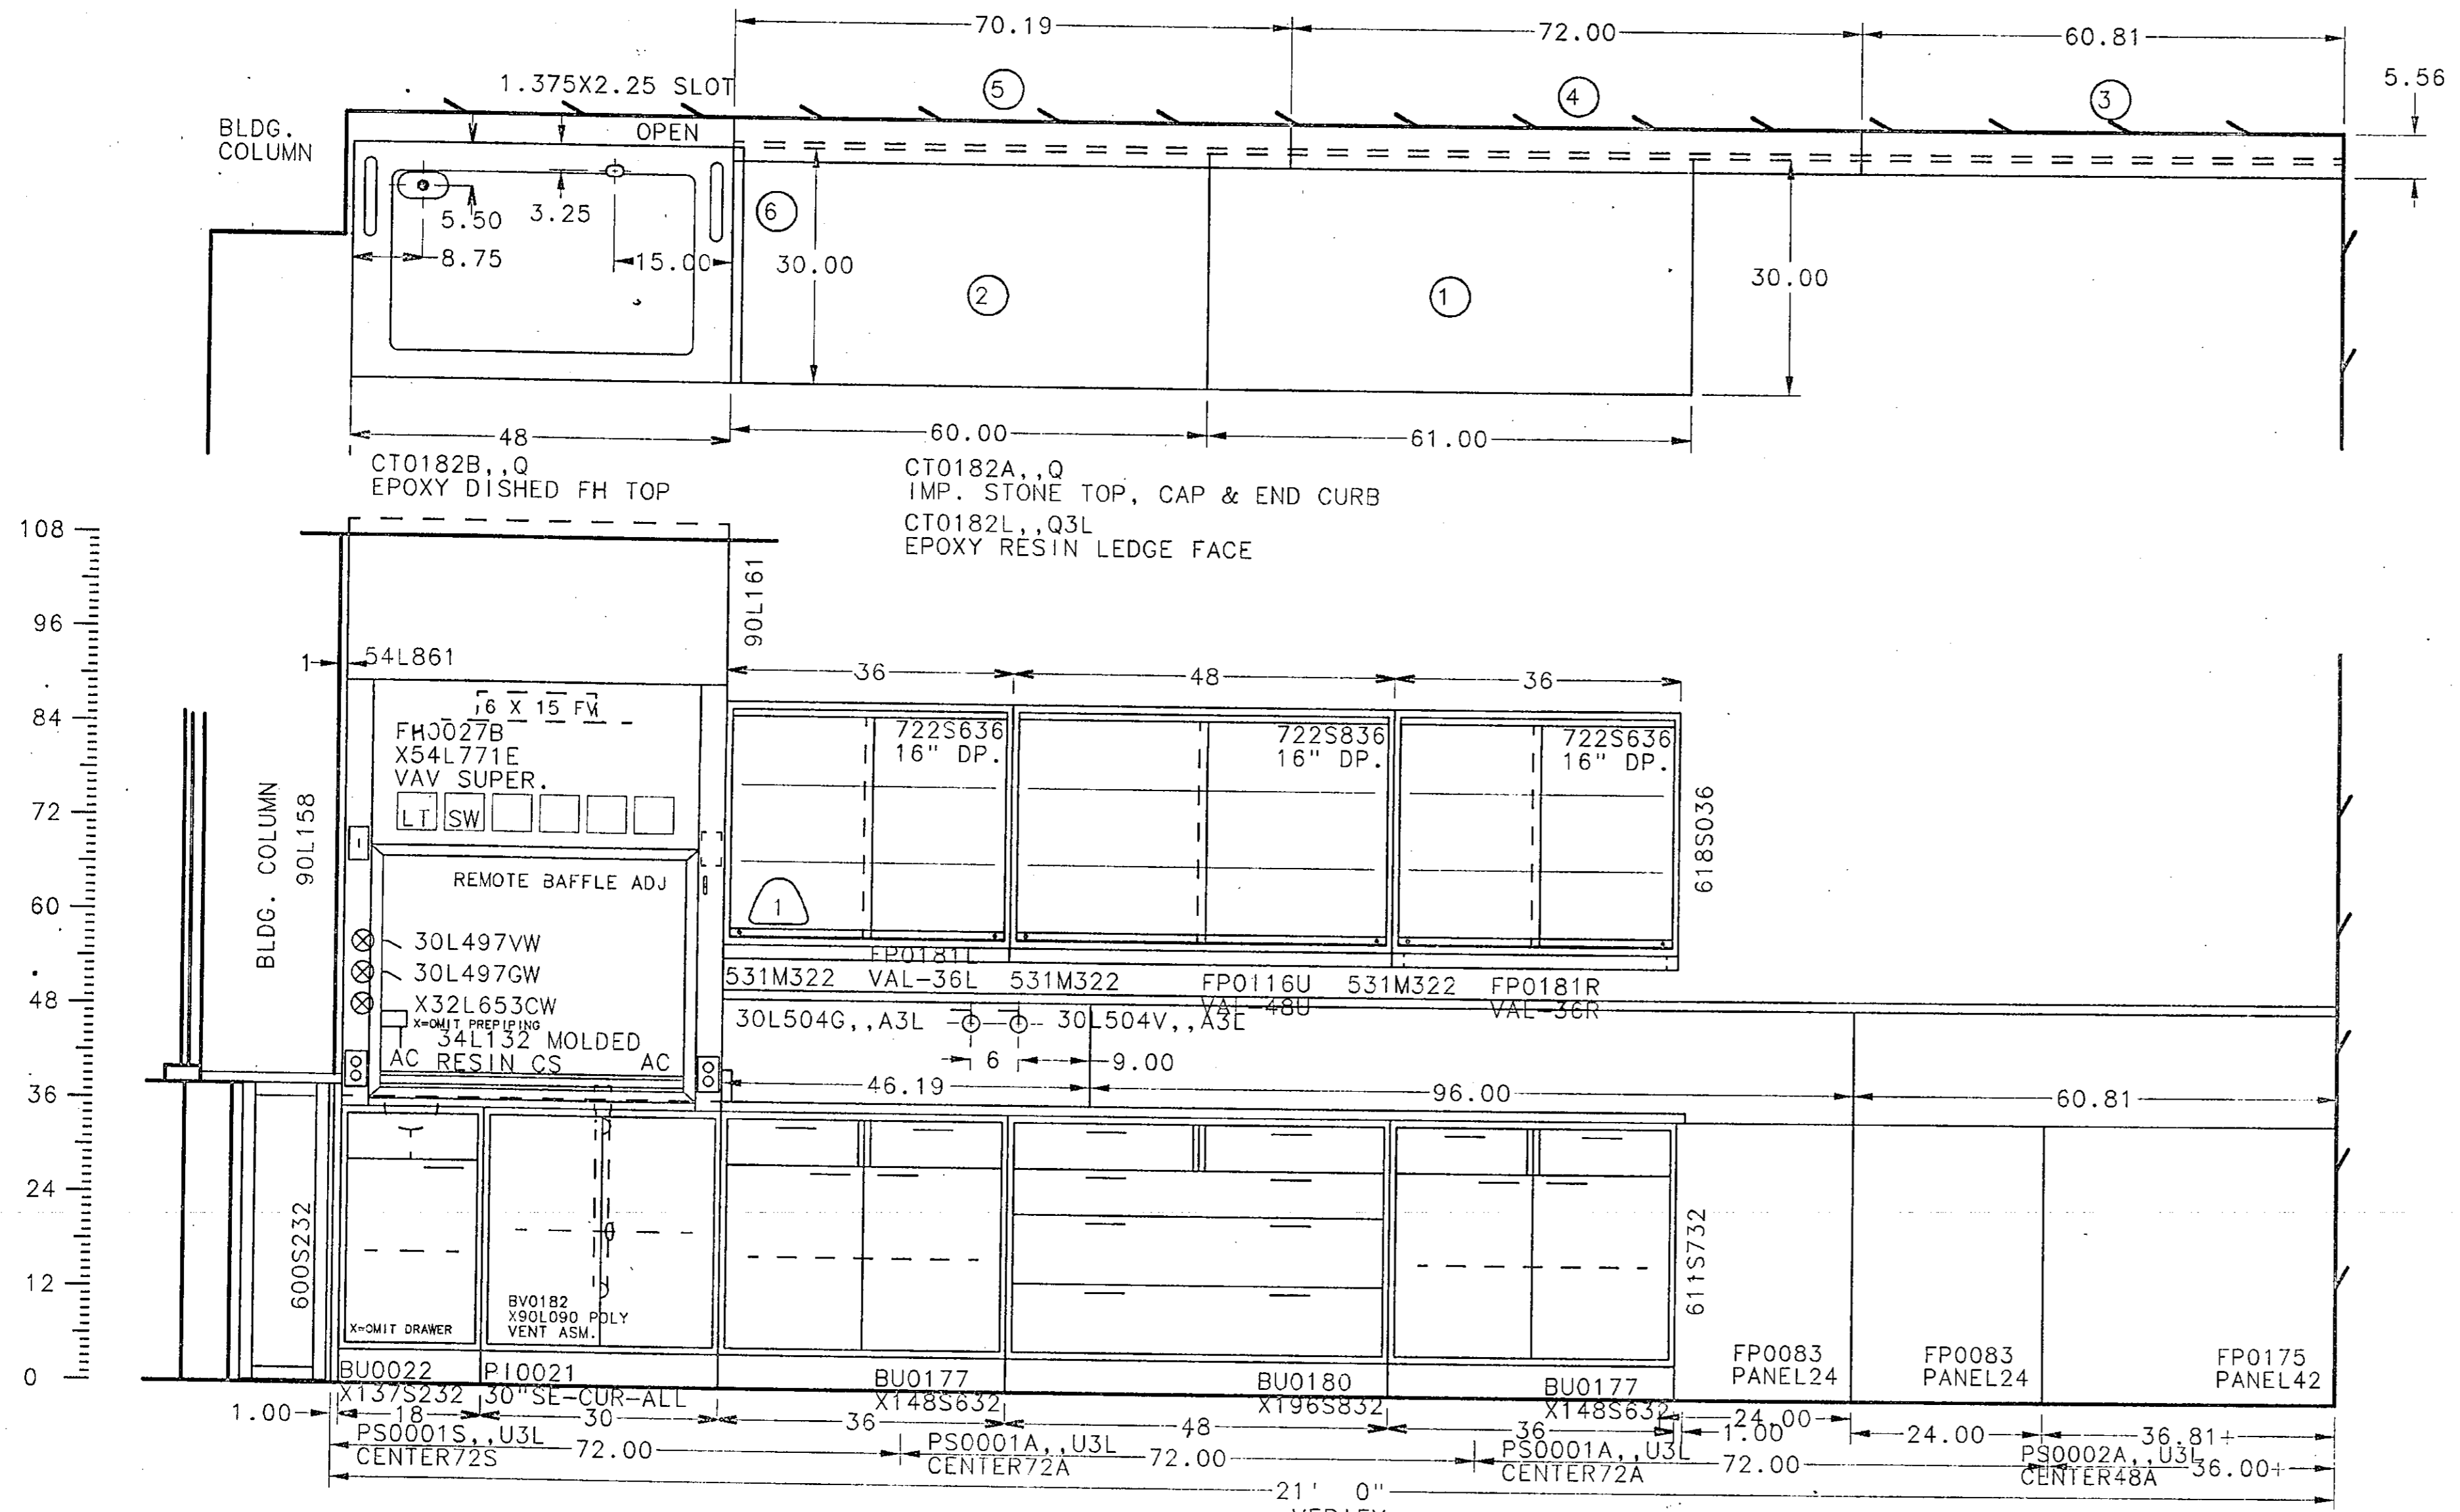 70.19
72.00
60.81
5.56
1.375X2.25 SLOT
5
4
3
BLDG.
COLUMN
OPEN
5.50
3.25
6
8.75
15.00
30.00
2
1
30.00
48
60.00
61.00
CT0182B,,Q
EPOXY DISHED FH TOP
CT0182A,,Q
IMP. STONE TOP, CAP & END CURB
CT0182L,,Q3L
EPOXY RESIN LEDGE FACE
108
96
84
72
60
48
36
24
12
0
90L161
1
54L861
36
48
36
6 X 15 FM
FH0027B
X54L771E
VAV SUPER.
LT
SW
722S636
16" DP.
722S836
16" DP.
722S636
16" DP.
BLDG. COLUMN
90L158
618S036
REMOTE BAFFLE ADJ
1
30L497VW
30L497GW
X32L653CW
X=OMIT PREPIPING
34L132 MOLDED
AC RESIN CS
AC
531M322
FP0181L
VAL-36L
531M322
FP0116U
VAL-48U
531M322
FP0181R
VAL-36R
30L504G,,A3L
30L504V,,A3L
6
9.00
46.19
96.00
60.81
600S232
611S732
X=OMIT DRAWER
BV0182
X90L090 POLY
VENT ASM.
BU0022
X137S232
PI0021
30"SE-CUR-ALL
BU0177
X148S632
BU0180
X196S832
BU0177
X148S632
FP0083
PANEL24
FP0083
PANEL24
FP0175
PANEL42
1.00
18
30
36
48
36
24.00
1.00
24.00
36.81+
PS0001S,,U3L
CENTER72S
72.00
PS0001A,,U3L
CENTER72A
72.00
PS0001A,,U3L
CENTER72A
72.00
PS0002A,,U3L
CENTER48A
36.00+
21' 0"
VERIFY